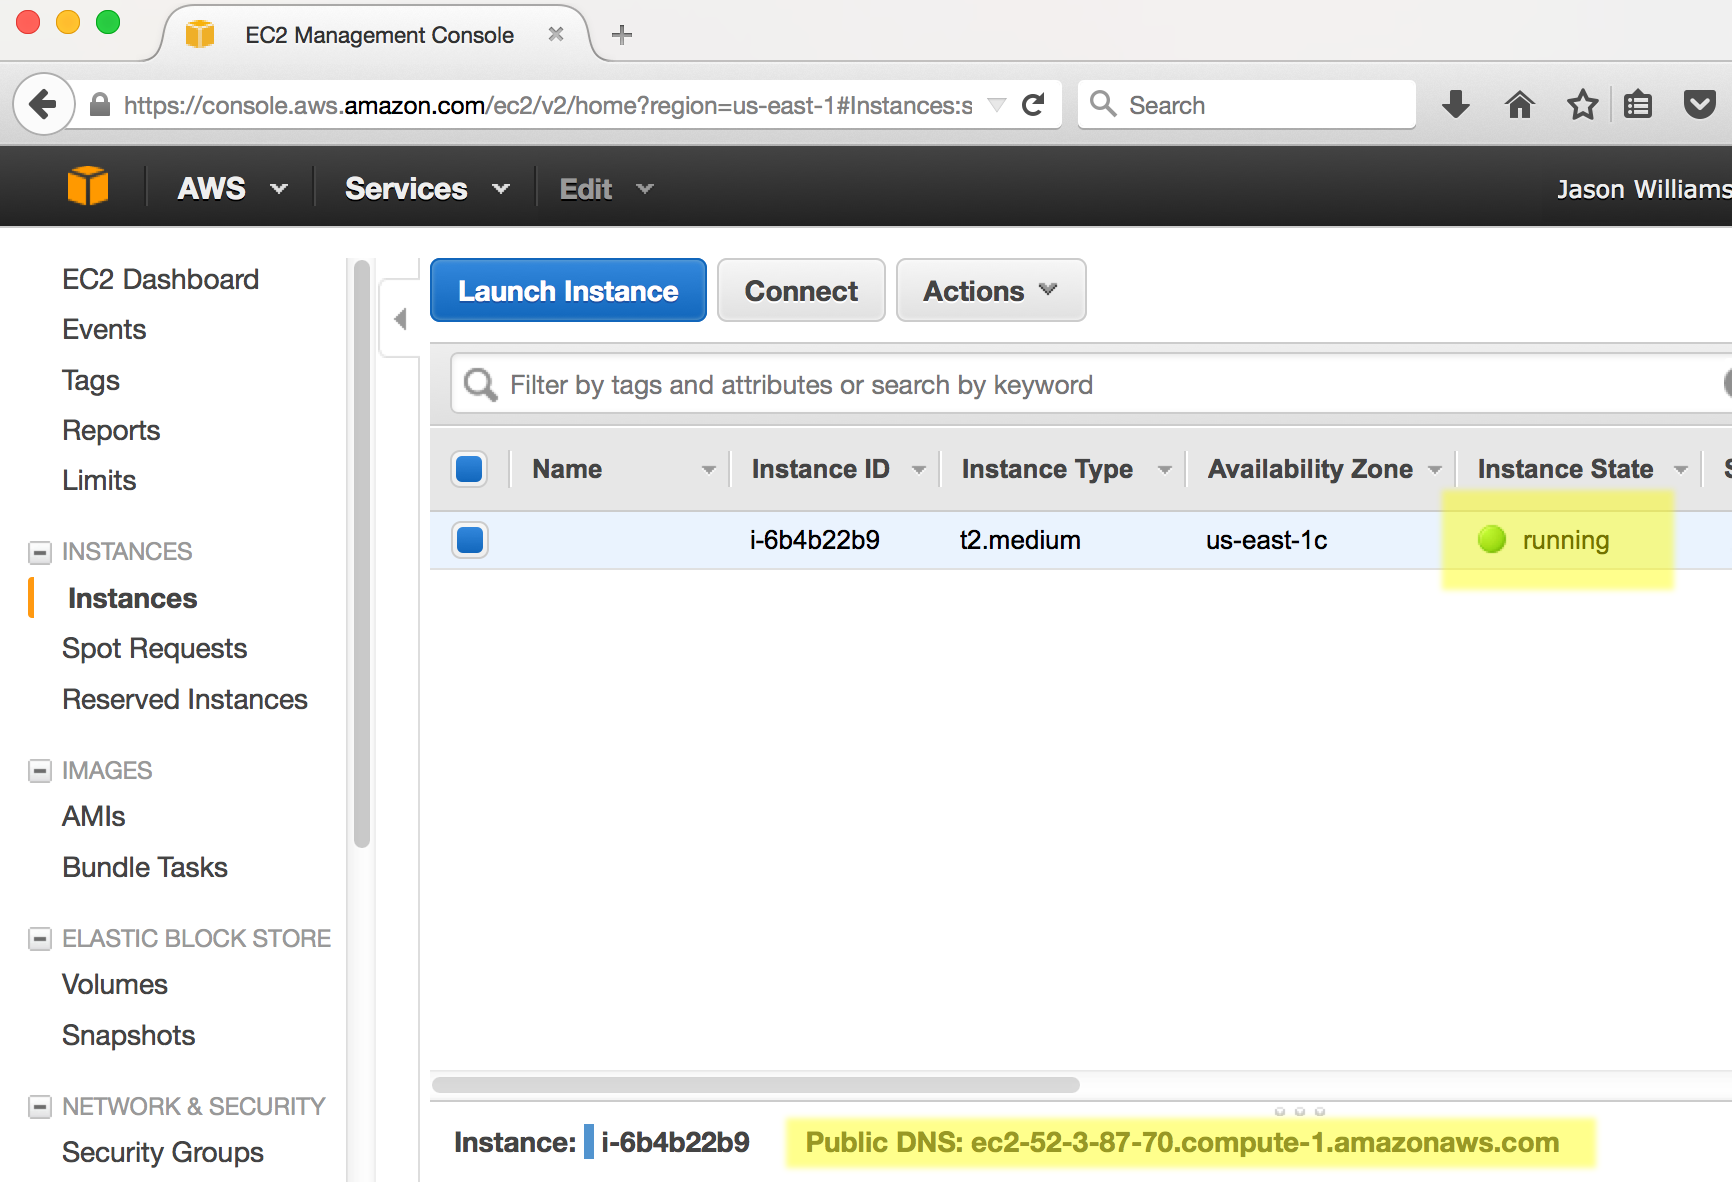 EC2 Management Console
https://console.aws.amazon.com/ec2/v2/home?region=us-east-1#Instances:s
Search
AWS Services Edit Jason Williams
EC2 Dashboard
Events
Tags
Reports
Limits
INSTANCES
Instances
Spot Requests
Reserved Instances
IMAGES
AMIs
Bundle Tasks
ELASTIC BLOCK STORE
Volumes
Snapshots
NETWORK & SECURITY
Security Groups
Launch Instance Connect Actions
Filter by tags and attributes or search by keyword
Name Instance ID Instance Type Availability Zone Instance State S
i-6b4b22b9 t2.medium us-east-1c running
Instance: i-6b4b22b9 Public DNS: ec2-52-3-87-70.compute-1.amazonaws.com